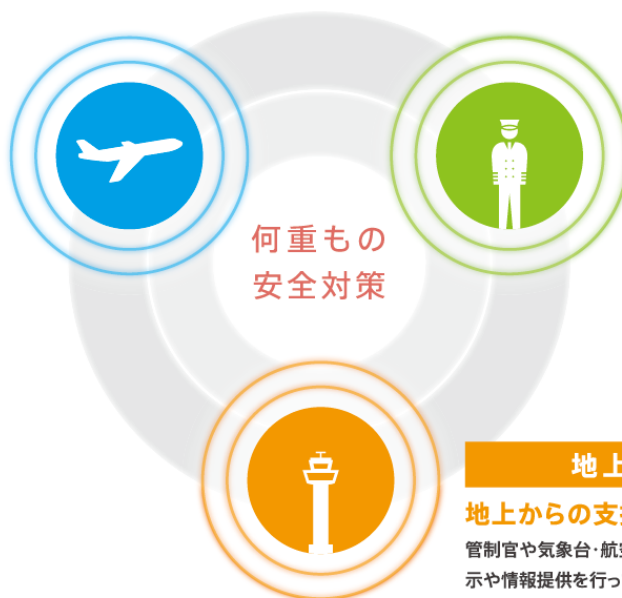 何重もの
安全対策
地上
地上からの支
管制官や気象台・航
示や情報提供を行っ